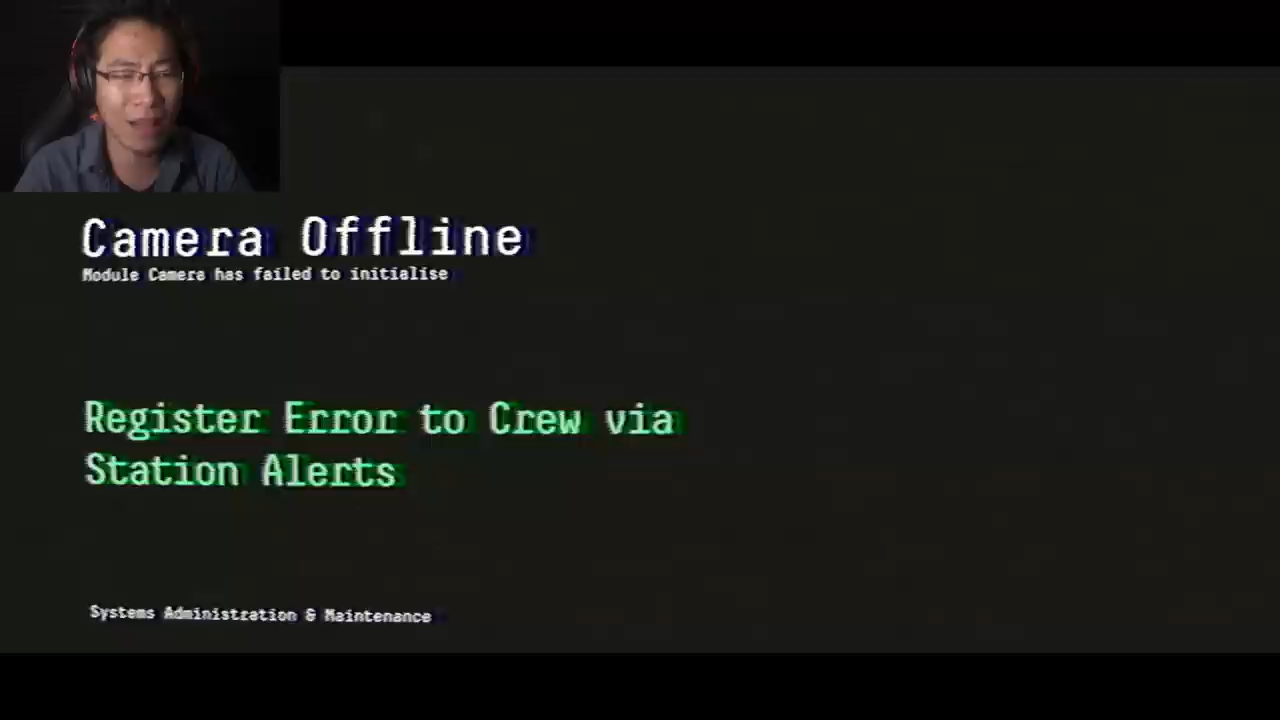 Camera Offline
Module Camera has failed to initialise
Register Error to Crew via
Station Alerts
Systems Administration & Maintenance